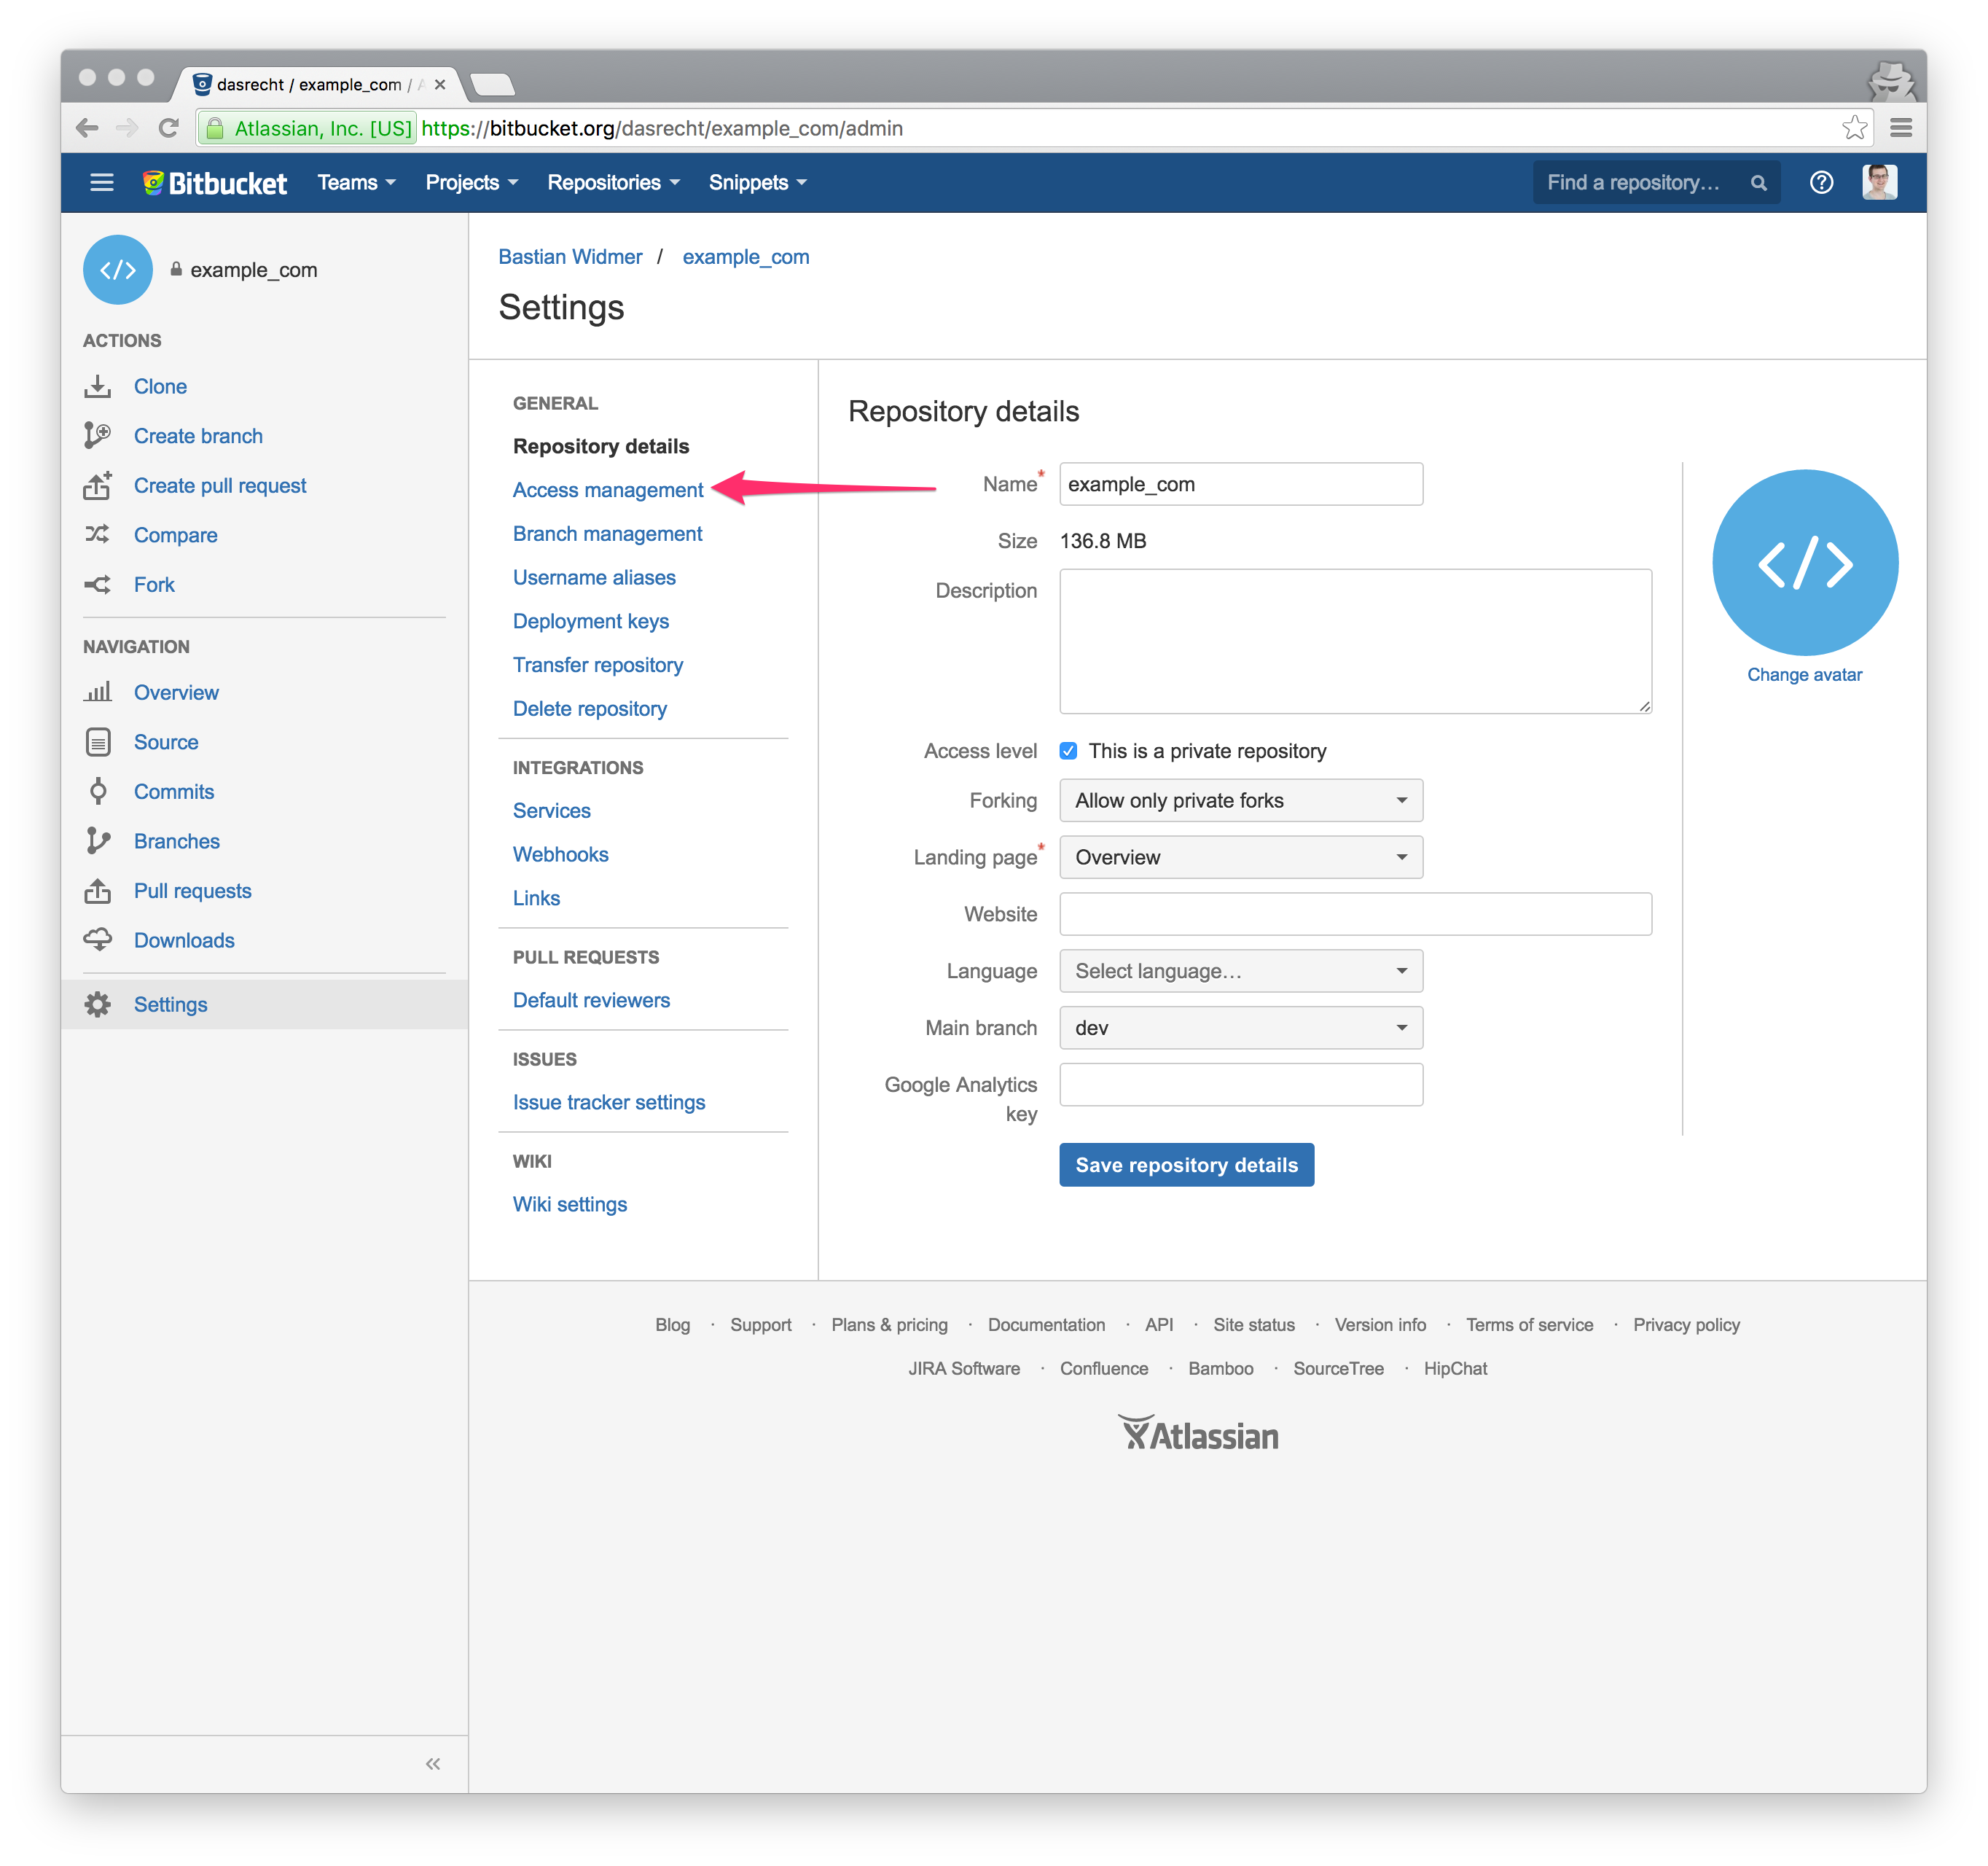 dasrecht / example_com /
Atlassian, Inc. [US] https://bitbucket.org/dasrecht/example_com/admin
Bitbucket Teams Projects Repositories Snippets Find a repository...
example_com
ACTIONS
Clone
Create branch
Create pull request
Compare
Fork
NAVIGATION
Overview
Source
Commits
Branches
Pull requests
Downloads
Settings
Bastian Widmer / example_com
Settings
GENERAL
Repository details
Access management
Branch management
Username aliases
Deployment keys
Transfer repository
Delete repository
INTEGRATIONS
Services
Webhooks
Links
PULL REQUESTS
Default reviewers
ISSUES
Issue tracker settings
WIKI
Wiki settings
Repository details
Name* example_com
Size 136.8 MB
Description
Access level This is a private repository
Forking Allow only private forks
Landing page* Overview
Website
Language Select language...
Main branch dev
Google Analytics
key
Save repository details
Change avatar
Blog · Support · Plans & pricing · Documentation · API · Site status · Version info · Terms of service · Privacy policy
JIRA Software · Confluence · Bamboo · SourceTree · HipChat
Atlassian